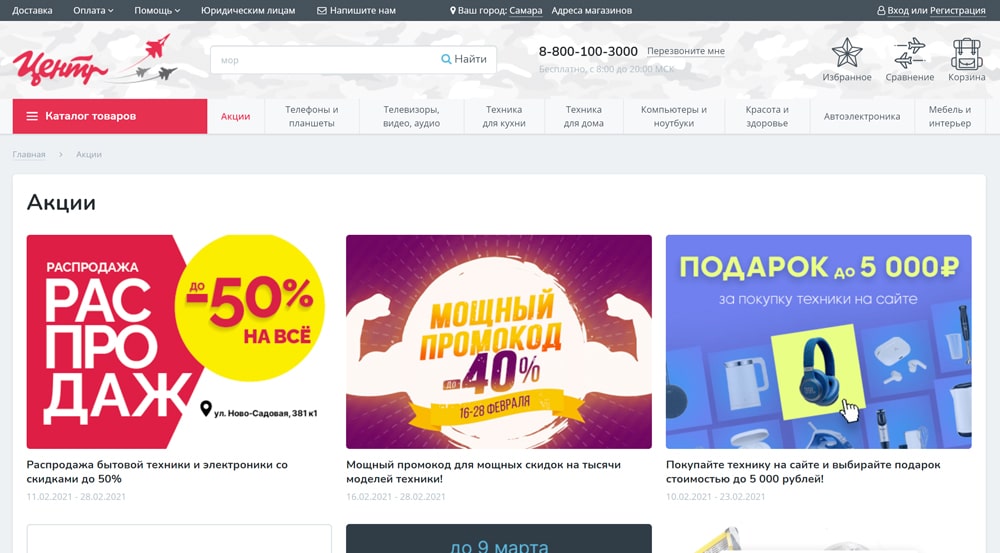 Доставка Оплата Помощь Юридическим лицам Напишите нам Ваш город: Самара Адреса магазинов Вход или Регистрация
Центр
мор Найти
8-800-100-3000 Перезвоните мне
Бесплатно, с 8:00 до 20:00 МСК
Избранное Сравнение Корзина
Каталог товаров
Акции
Телефоны и
планшеты
Телевизоры,
видео, аудио
Техника
для кухни
Техника
для дома
Компьютеры и
ноутбуки
Красота и
здоровье
Автоэлектроника
Мебель и
интерьер
Главная > Акции
Акции
РАСПРОДАЖА
РАС
ПРО
ДАЖ
ДО
-50%
НА ВСЁ
ул. Ново-Садовая, 381 к1
Распродажа бытовой техники и электроники со
скидками до 50%
11.02.2021 - 28.02.2021
МОЩНЫЙ
ПРОМОКОД
до 40%
16-28 ФЕВРАЛЯ
Мощный промокод для мощных скидок на тысячи
моделей техники!
16.02.2021 - 28.02.2021
ПОДАРОК до 5 000₽
за покупку техники на сайте
Покупайте технику на сайте и выбирайте подарок
стоимостью до 5 000 рублей!
10.02.2021 - 23.02.2021
до 9 марта